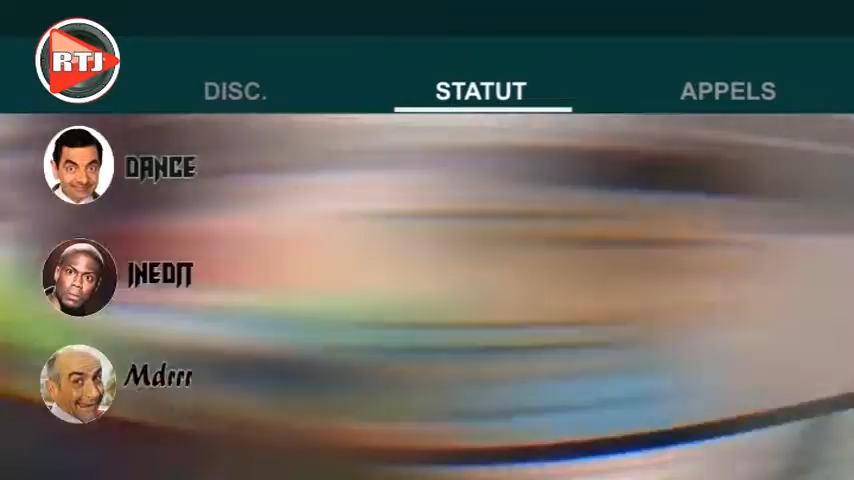 RTJ
DISC. STATUT APPELS
DANCE
INEDIT
Mdrrr